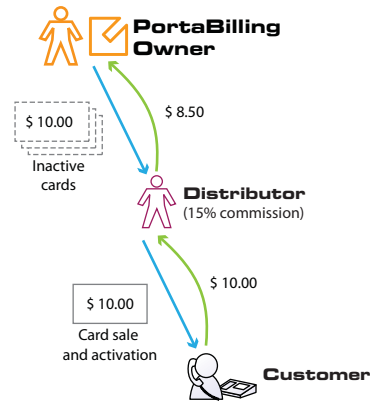 PortaBilling
Owner
$ 10.00
$ 8.50
Inactive
cards
Distributor
(15% commission)
$ 10.00
$ 10.00
Card sale
and activation
Customer